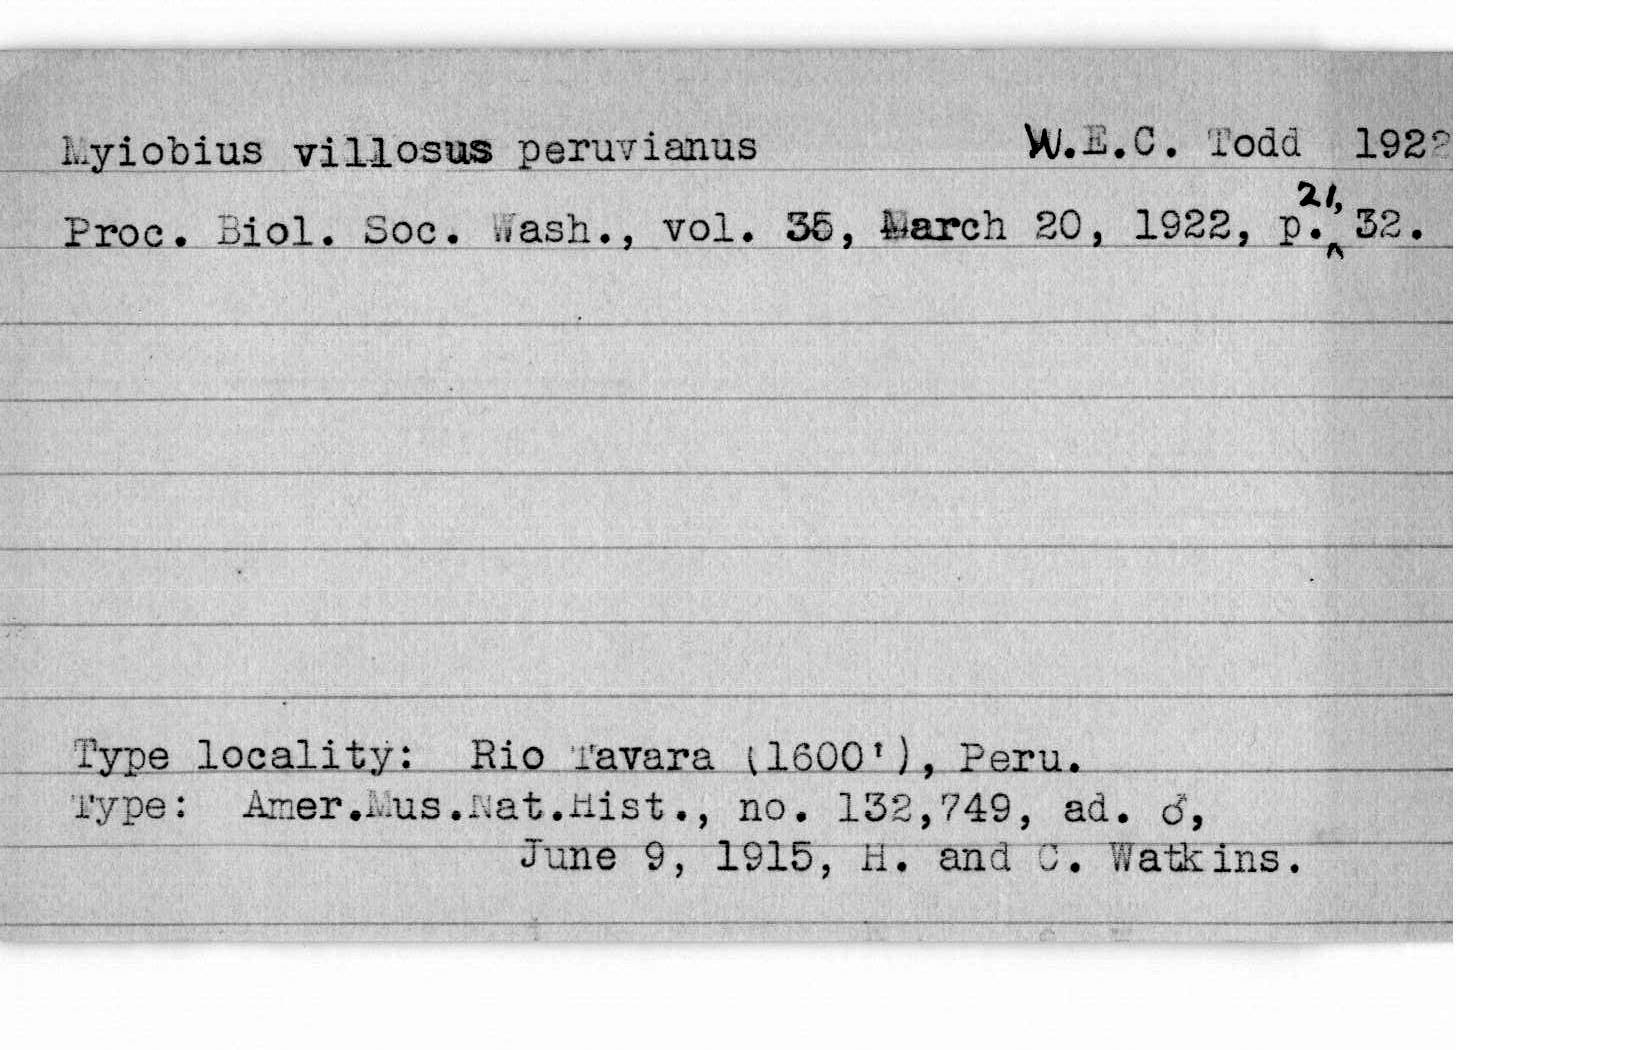 Myiobius villosus peruvianus W.E.C. Todd 1922
Proc. Biol. Soc. Wash., vol. 35, March 20, 1922, p. 21, 32.
Type locality: Rio Tavara (1600'), Peru.
Type: Amer.Mus.Nat.Hist., no. 132,749, ad. ♂,
June 9, 1915, H. and C. Watkins.